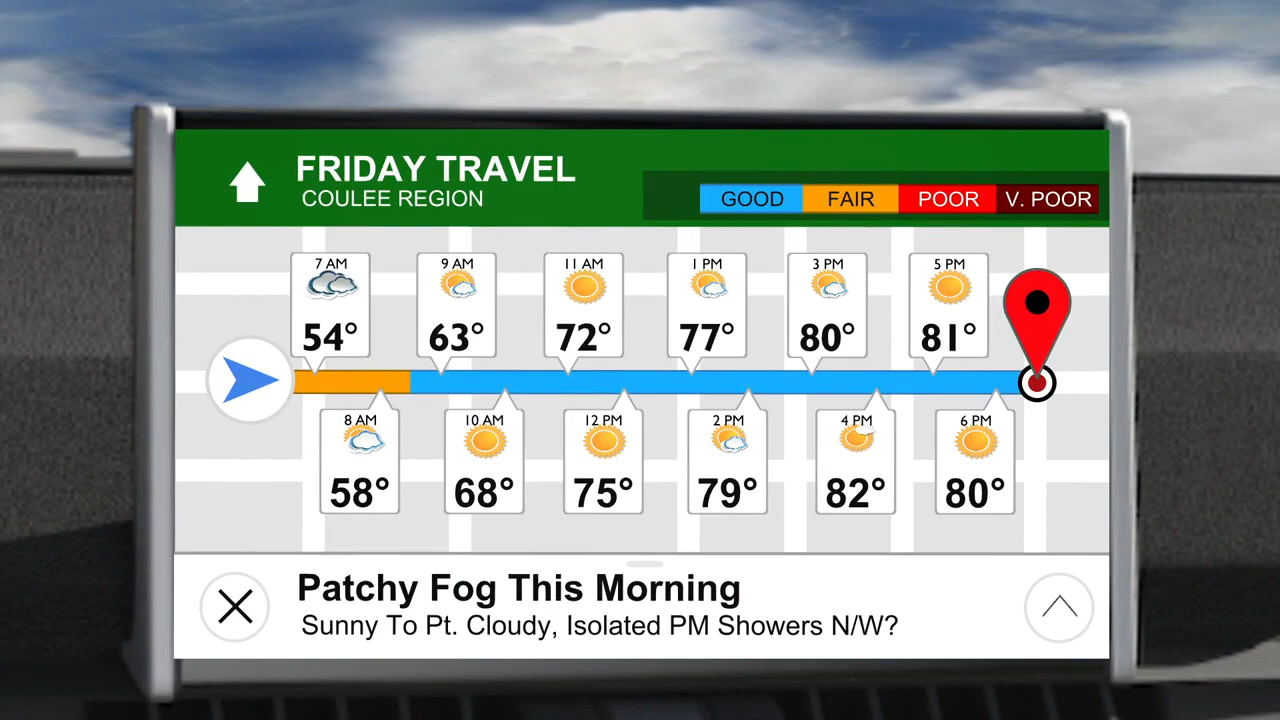 FRIDAY TRAVEL
COULEE REGION
GOOD FAIR POOR V. POOR
7 AM 9 AM 11 AM 1 PM 3 PM 5 PM
54° 63° 72° 77° 80° 81°
8 AM 10 AM 12 PM 2 PM 4 PM 6 PM
58° 68° 75° 79° 82° 80°
Patchy Fog This Morning
Sunny To Pt. Cloudy, Isolated PM Showers N/W?